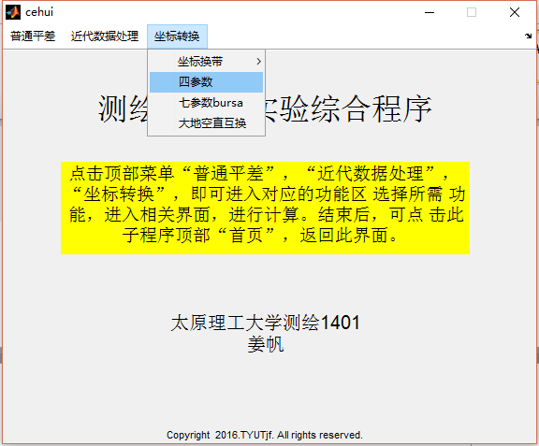 cehui
普通平差 近代数据处理 坐标转换
坐标换带
四参数
七参数bursa
大地空直互换
测绘 实验综合程序
点击顶部菜单“普通平差”，“近代数据处理”，
“坐标转换”，即可进入对应的功能区 选择所需 功
能，进入相关界面，进行计算。结束后，可点 击此
子程序顶部“首页”，返回此界面。
太原理工大学测绘1401
姜帆
Copyright 2016.TYUTjf. All rights reserved.